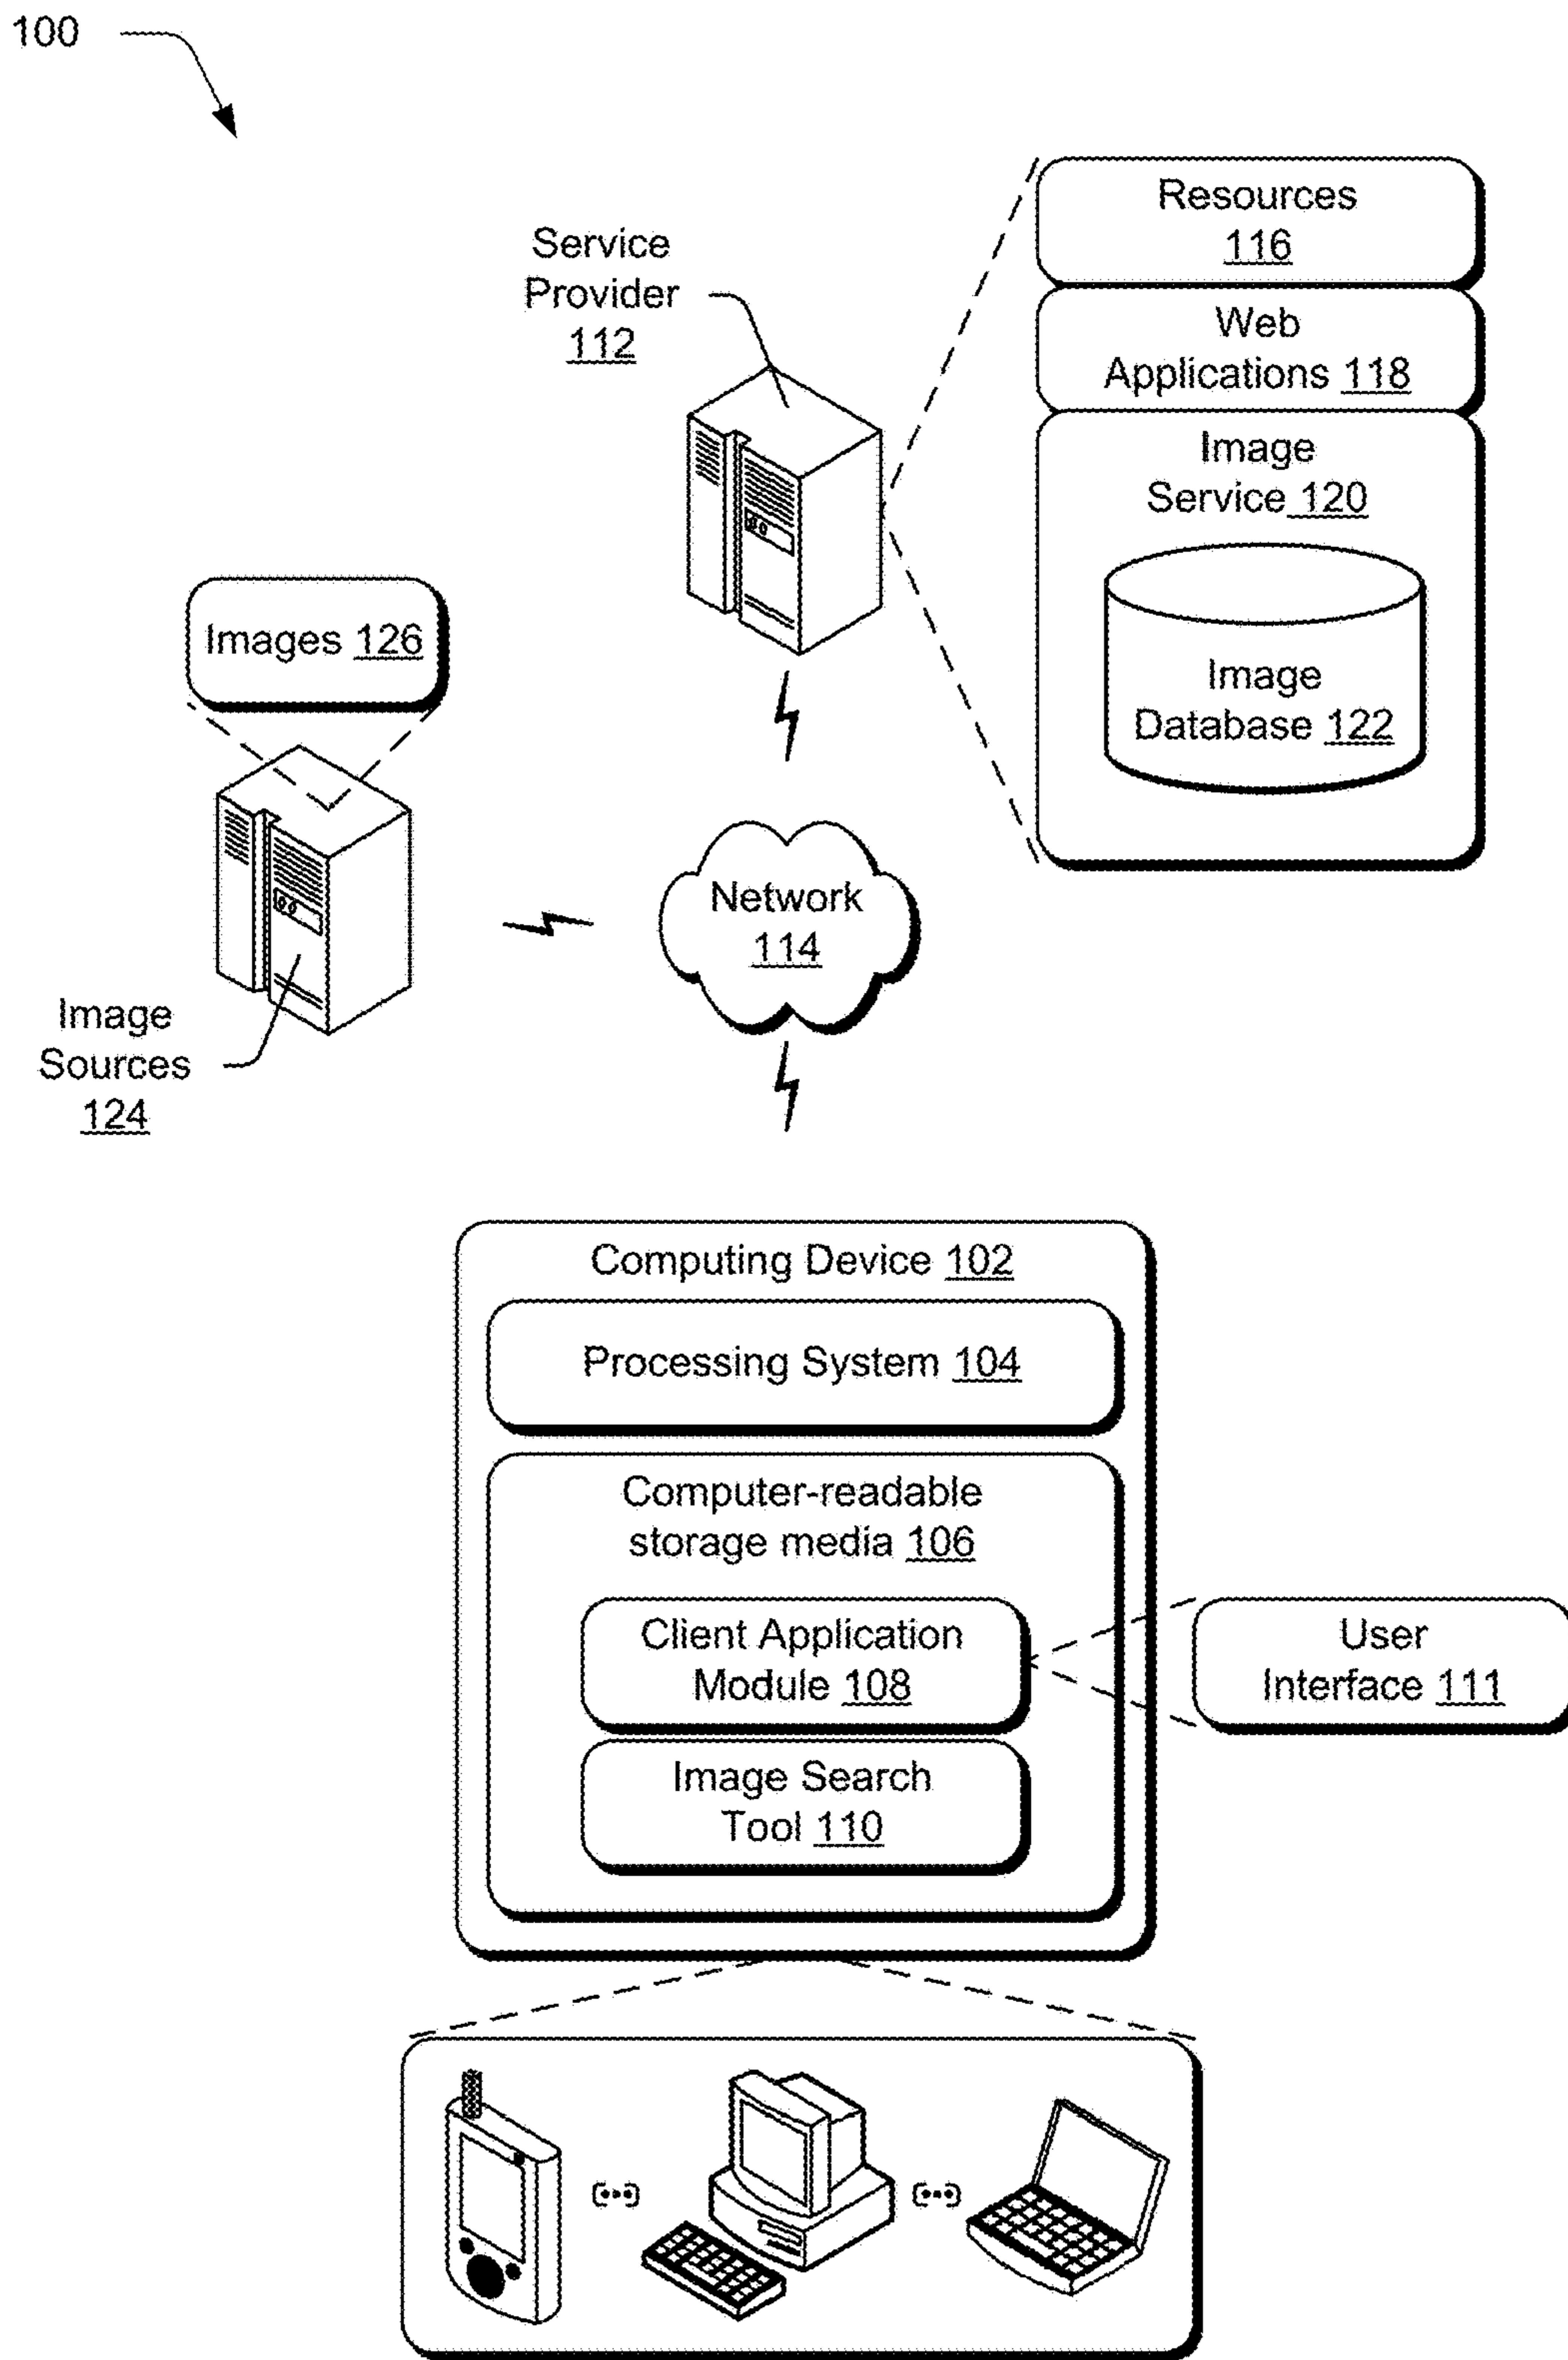 100
Service
Provider
112
Resources
116
Web
Applications 118
Image
Service 120
Image
Database 122
Images 126
Image
Sources
124
Network
114
Computing Device 102
Processing System 104
Computer-readable
storage media 106
Client Application
Module 108
Image Search
Tool 110
User
Interface 111